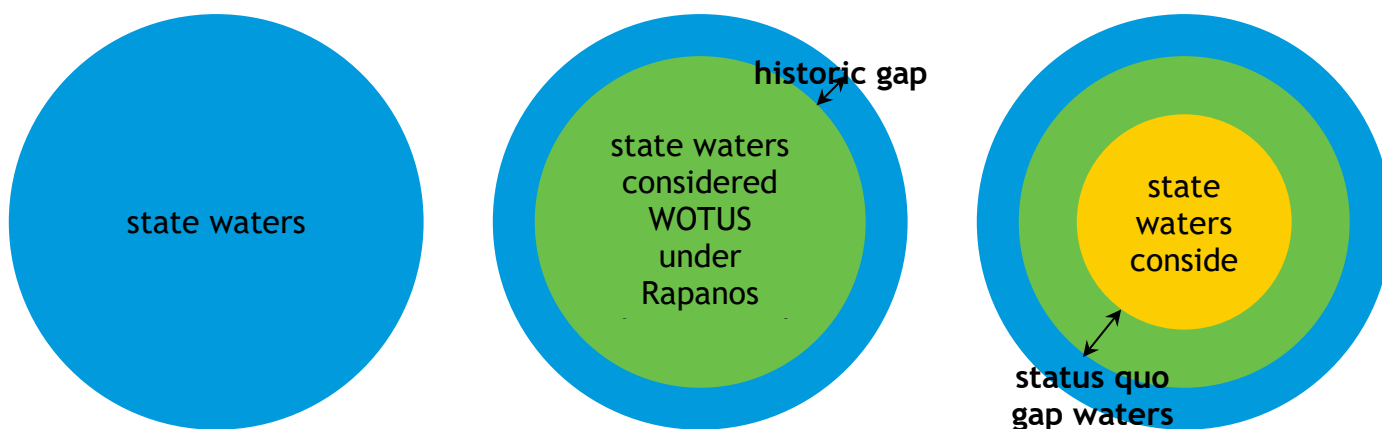 state waters
historic gap
state waters
considered
WOTUS
under
Rapanos
state
waters
conside
status quo
gap waters